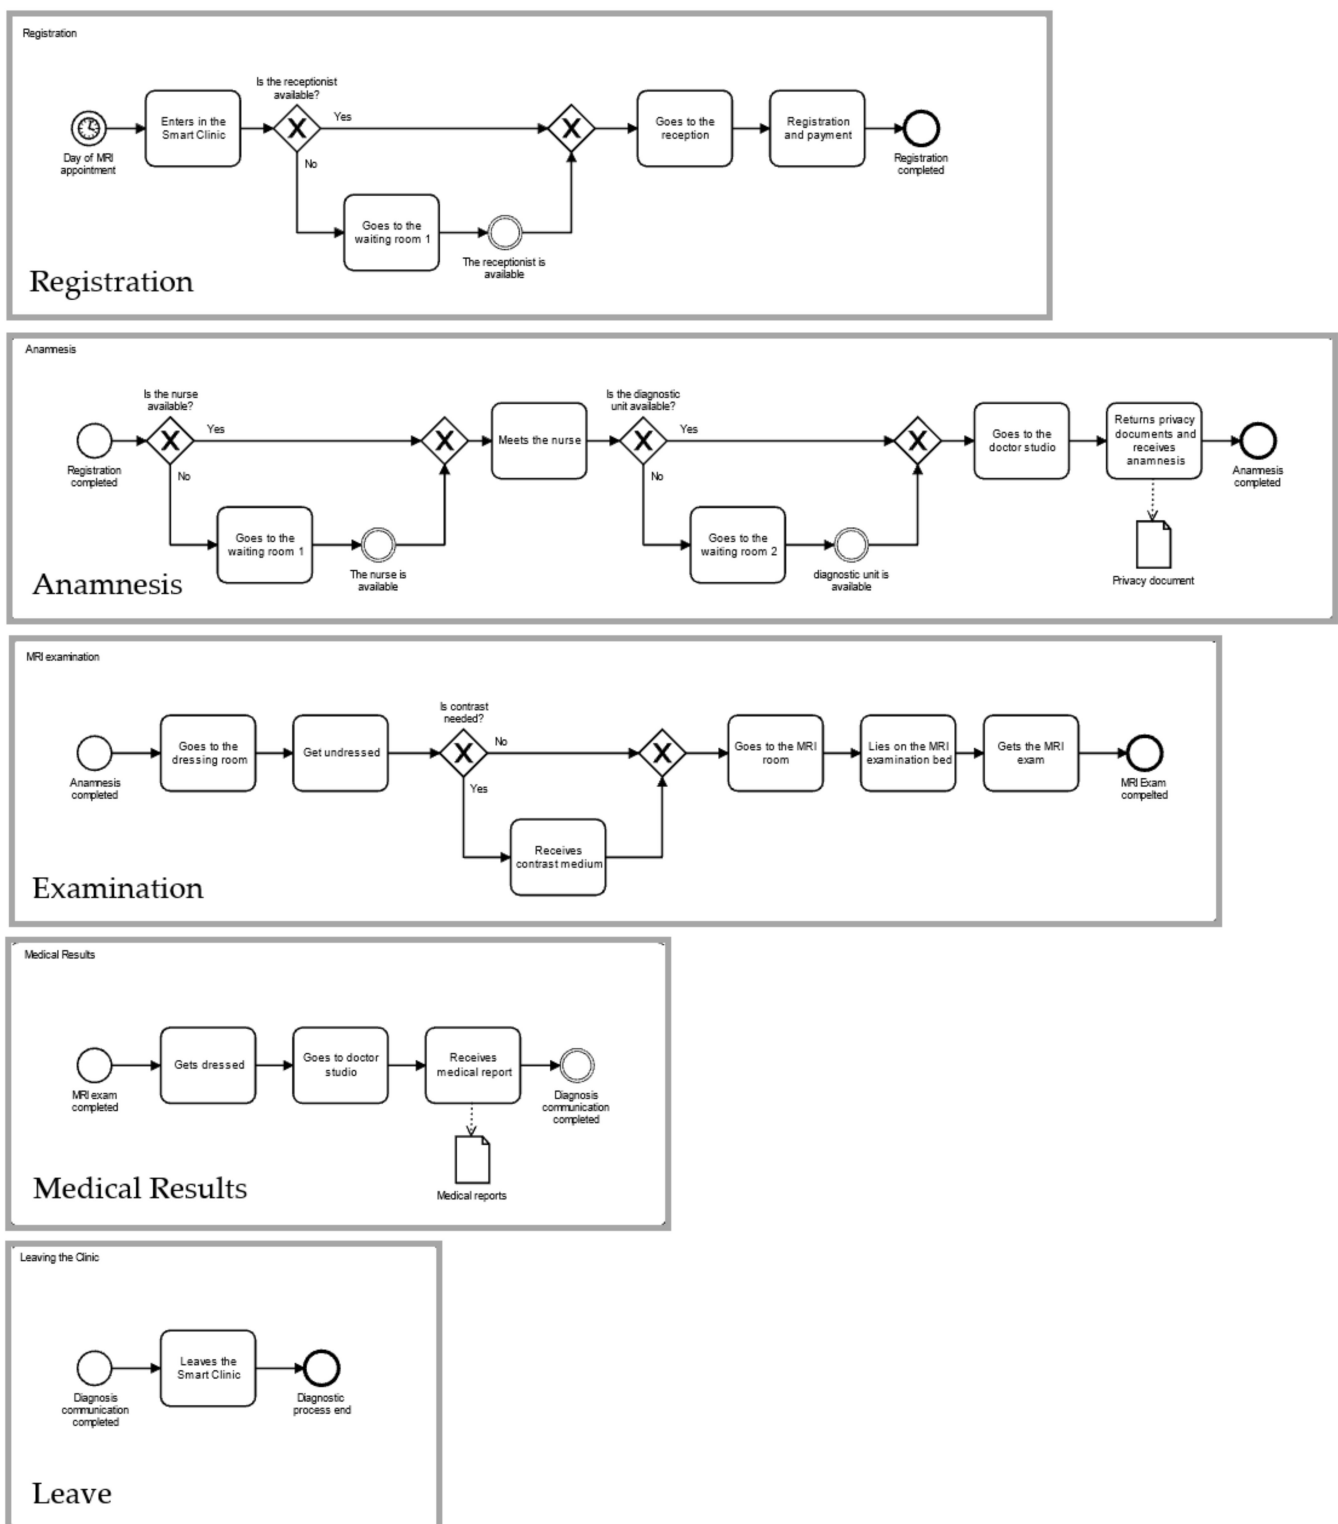 Registration
Is the receptionist
available?
Yes
Enters in the
Smart Clinic
Goes to the
reception
Registration
and payment
Day of MRI
appointment
No
Registration
completed
Goes to the
waiting room 1
The receptionist is
available
Registration
Anamnesis
Is the nurse
available?
Yes
Meets the nurse
Is the diagnostic
unit available?
Yes
Goes to the
doctor studio
Returns privacy
documents and
receives
anamnesis
Registration
completed
No
No
Anamnesis
completed
Goes to the
waiting room 1
The nurse is
available
Goes to the
waiting room 2
diagnostic unit is
available
Privacy document
Anamnesis
MRI examination
Is contrast
needed?
No
Goes to the
dressing room
Get undressed
Goes to the MRI
room
Lies on the MRI
examination bed
Gets the MRI
exam
Anamnesis
completed
Yes
MRI Exam
compelted
Receives
contrast medium
Examination
Medical Results
Gets dressed
Goes to doctor
studio
Receives
medical report
MRI exam
completed
Diagnosis
communication
completed
Medical reports
Medical Results
Leaving the Clinic
Leaves the
Smart Clinic
Diagnosis
communication
completed
Diagnostic
process end
Leave